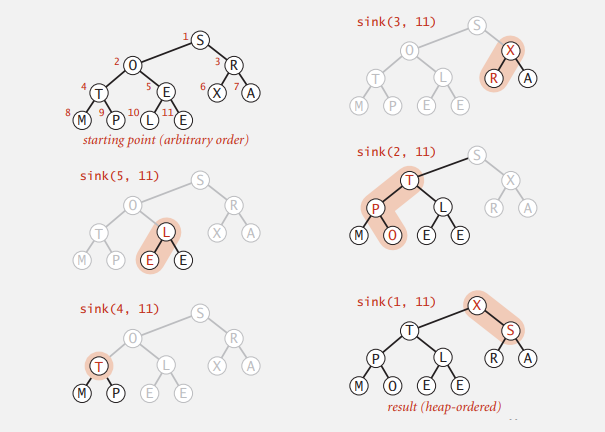 1 S
2 O 3 R
4 T 5 E 6 X 7 A
8 M 9 P 10 L 11 E
starting point (arbitrary order)
sink(5, 11)
S
O R
T L X A
M P E E
sink(4, 11)
S
O R
T L X A
M P E E
sink(3, 11)
S
O X
T L R A
M P E E
sink(2, 11)
S
T X
P L R A
M O E E
sink(1, 11)
X
T S
P L R A
M O E E
result (heap-ordered)